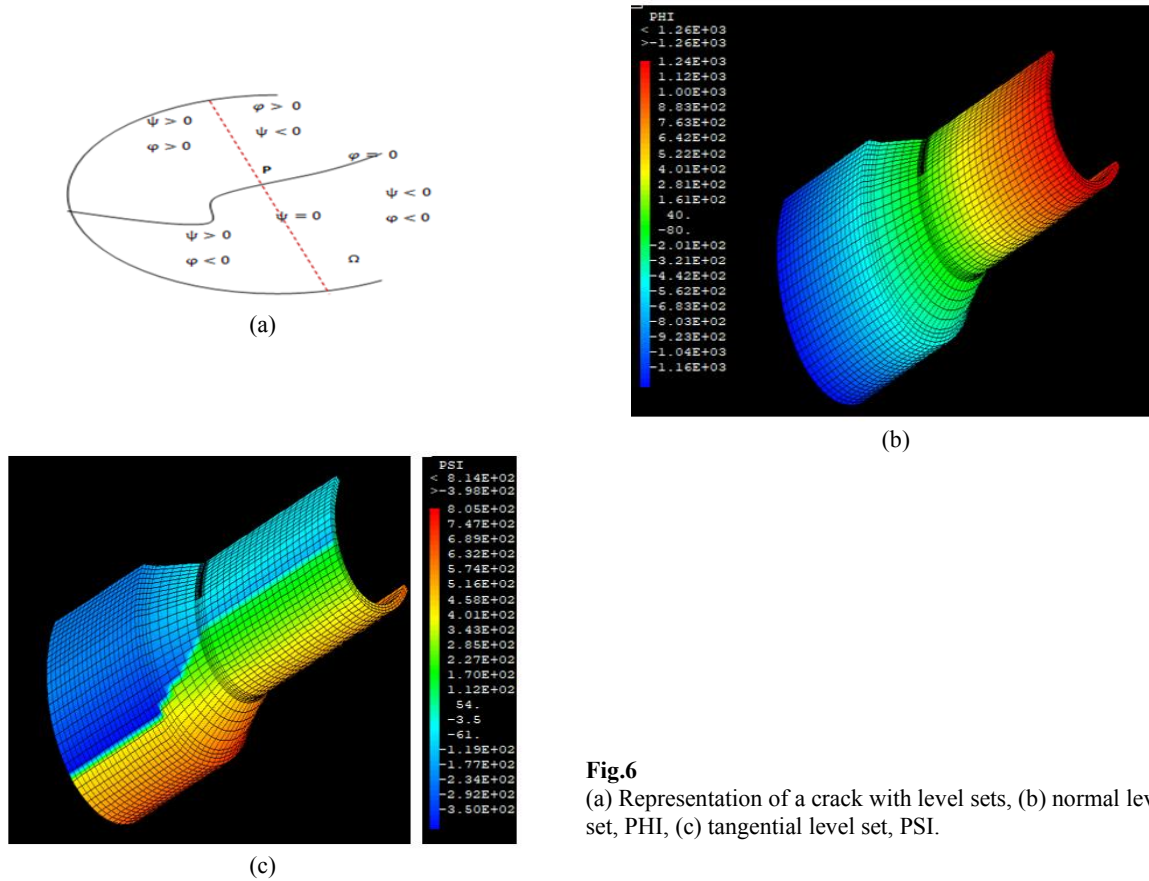 ψ > 0
φ > 0
φ > 0
ψ < 0
P
φ = 0
ψ < 0
φ < 0
ψ = 0
ψ > 0
φ < 0
Ω
(a)
PHI
< 1.26E+03
>-1.26E+03
1.24E+03
1.12E+03
1.00E+03
8.83E+02
7.63E+02
6.42E+02
5.22E+02
4.01E+02
2.81E+02
1.61E+02
40.
-80.
-2.01E+02
-3.21E+02
-4.42E+02
-5.62E+02
-6.83E+02
-8.03E+02
-9.23E+02
-1.04E+03
-1.16E+03
(b)
PSI
< 8.14E+02
>-3.98E+02
8.05E+02
7.47E+02
6.89E+02
6.32E+02
5.74E+02
5.16E+02
4.58E+02
4.01E+02
3.43E+02
2.85E+02
2.27E+02
1.70E+02
1.12E+02
54.
-3.5
-61.
-1.19E+02
-1.77E+02
-2.34E+02
-2.92E+02
-3.50E+02
(c)
Fig.6
(a) Representation of a crack with level sets, (b) normal lev
set, PHI, (c) tangential level set, PSI.